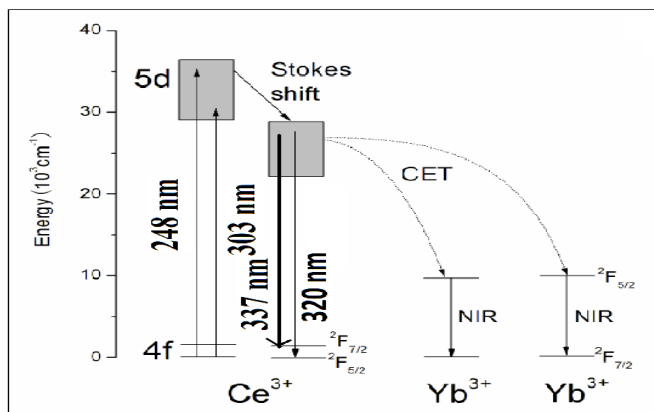 40
30
20
10
0
Energy (10³cm⁻¹)
5d
4f
248 nm
303 nm
Stokes
shift
337 nm
320 nm
²F₇/₂
²F₅/₂
CET
NIR
NIR
²F₅/₂
²F₇/₂
Ce³⁺
Yb³⁺
Yb³⁺